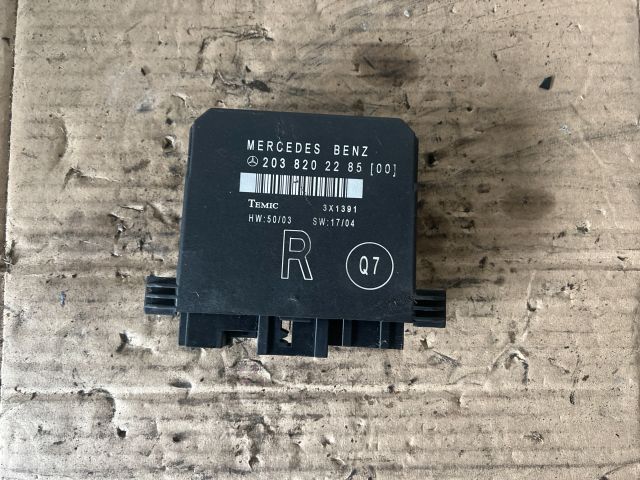 MERCEDES BENZ
203 820 22 85 [00]
TEMIC 3X1391
HW:50/03 SW:17/04
R Q7